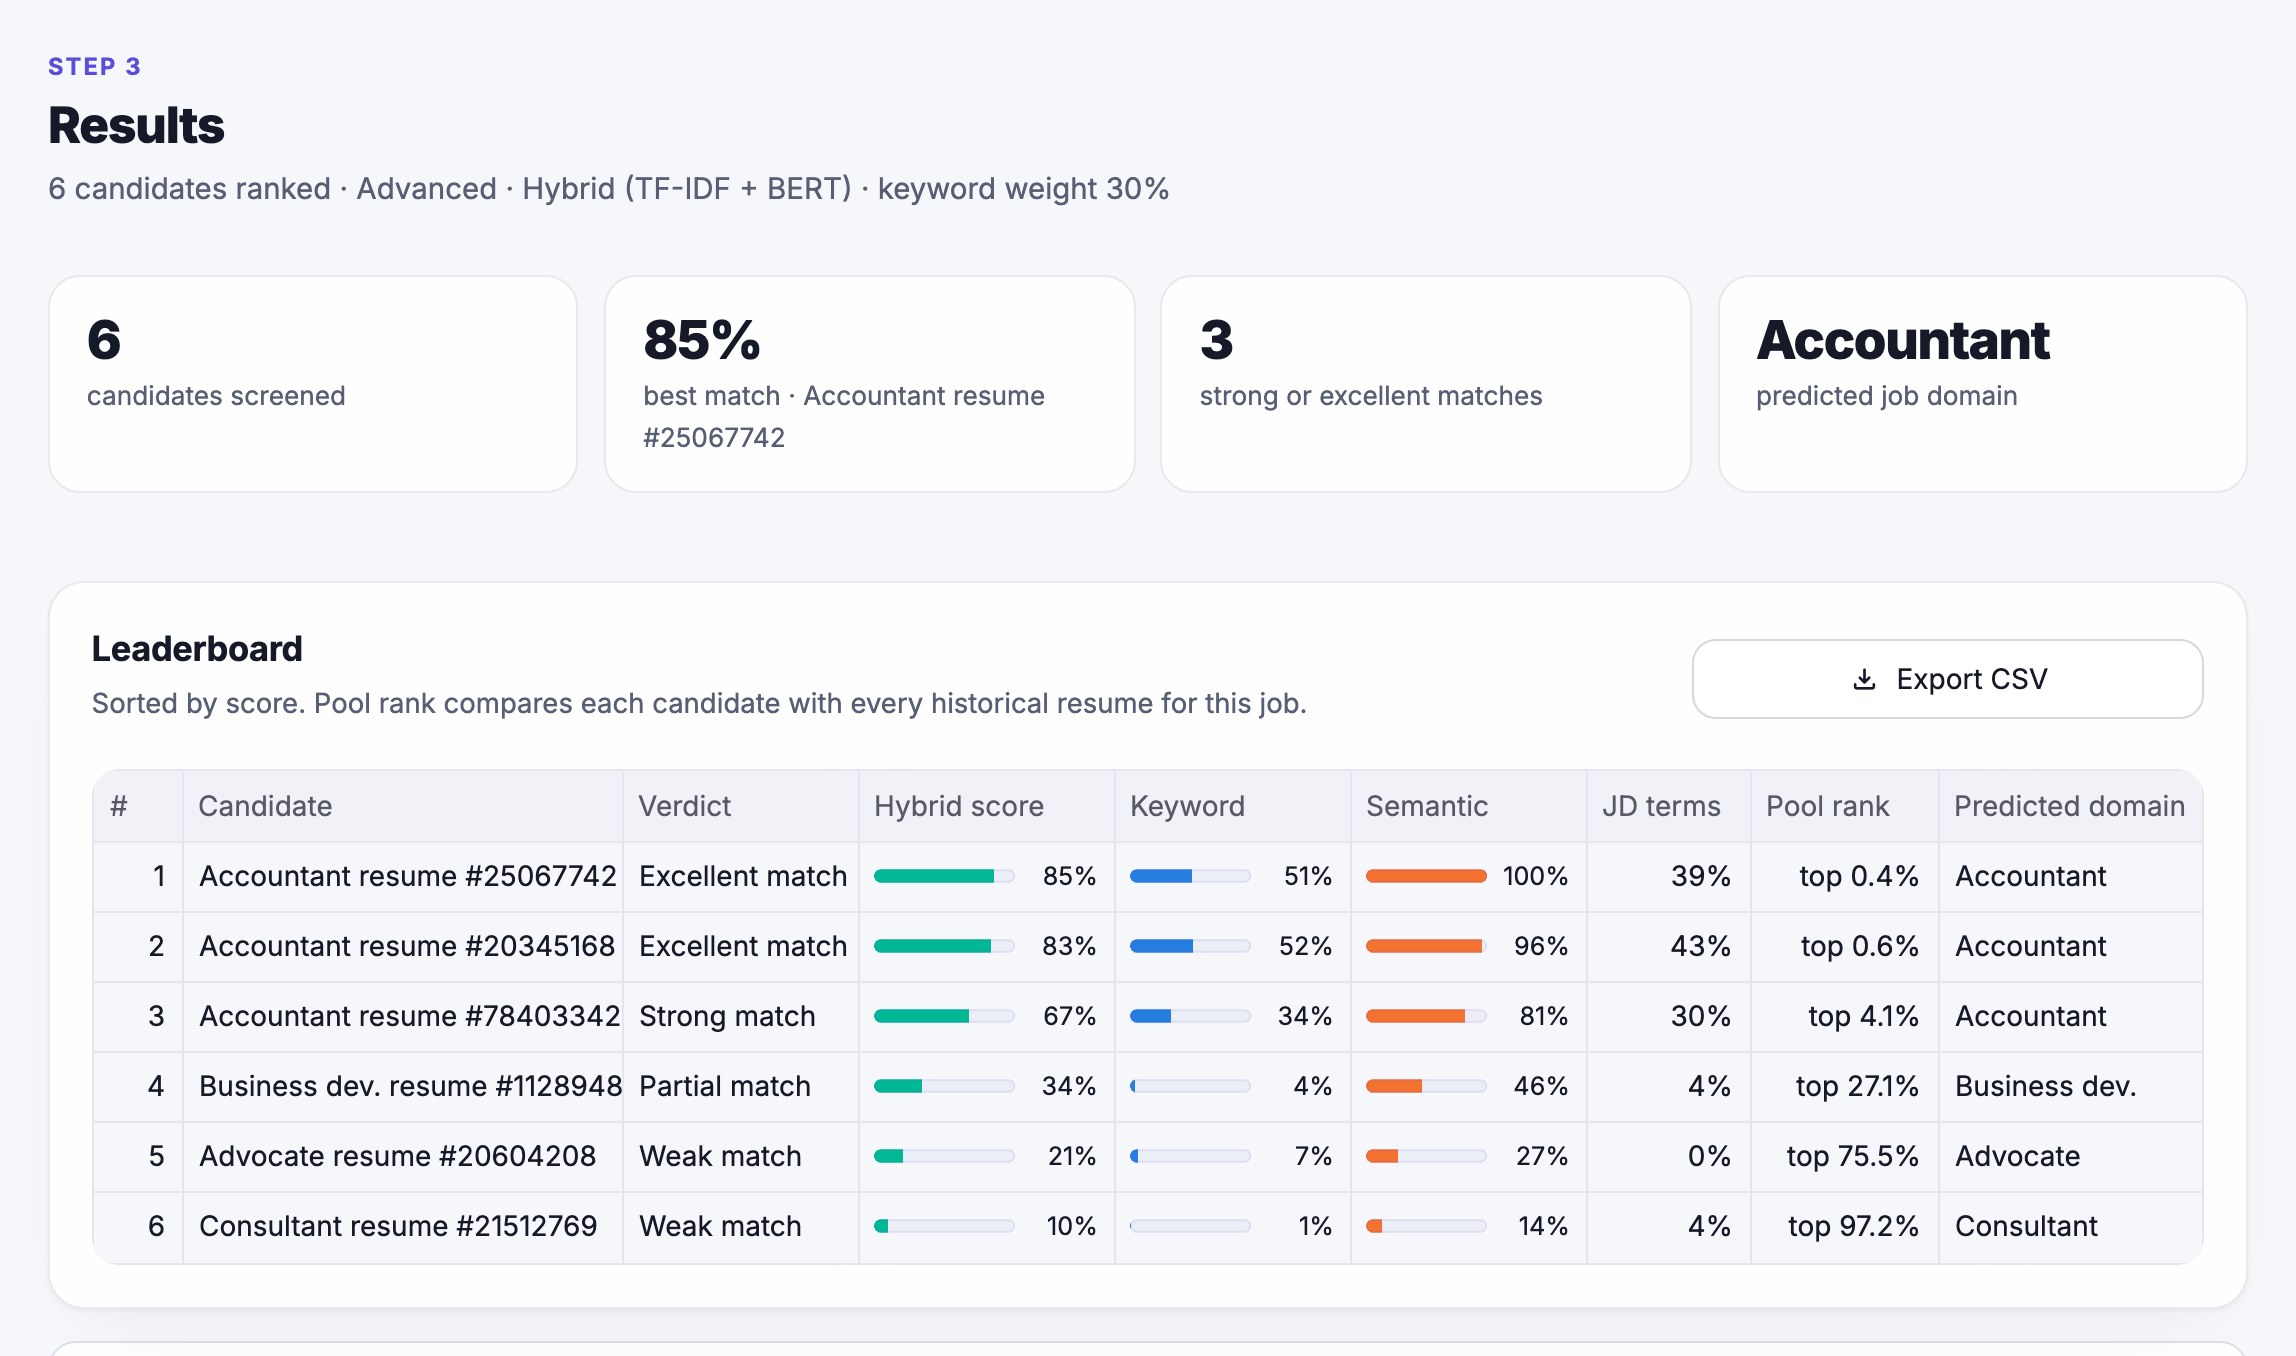 STEP 3
Results
6 candidates ranked · Advanced · Hybrid (TF-IDF + BERT) · keyword weight 30%
6
candidates screened
85%
best match · Accountant resume
#25067742
3
strong or excellent matches
Accountant
predicted job domain
Leaderboard
Sorted by score. Pool rank compares each candidate with every historical resume for this job.
Export CSV
# Candidate Verdict Hybrid score Keyword Semantic JD terms Pool rank Predicted domain
1 Accountant resume #25067742 Excellent match 85% 51% 100% 39% top 0.4% Accountant
2 Accountant resume #20345168 Excellent match 83% 52% 96% 43% top 0.6% Accountant
3 Accountant resume #78403342 Strong match 67% 34% 81% 30% top 4.1% Accountant
4 Business dev. resume #1128948 Partial match 34% 4% 46% 4% top 27.1% Business dev.
5 Advocate resume #20604208 Weak match 21% 7% 27% 0% top 75.5% Advocate
6 Consultant resume #21512769 Weak match 10% 1% 14% 4% top 97.2% Consultant